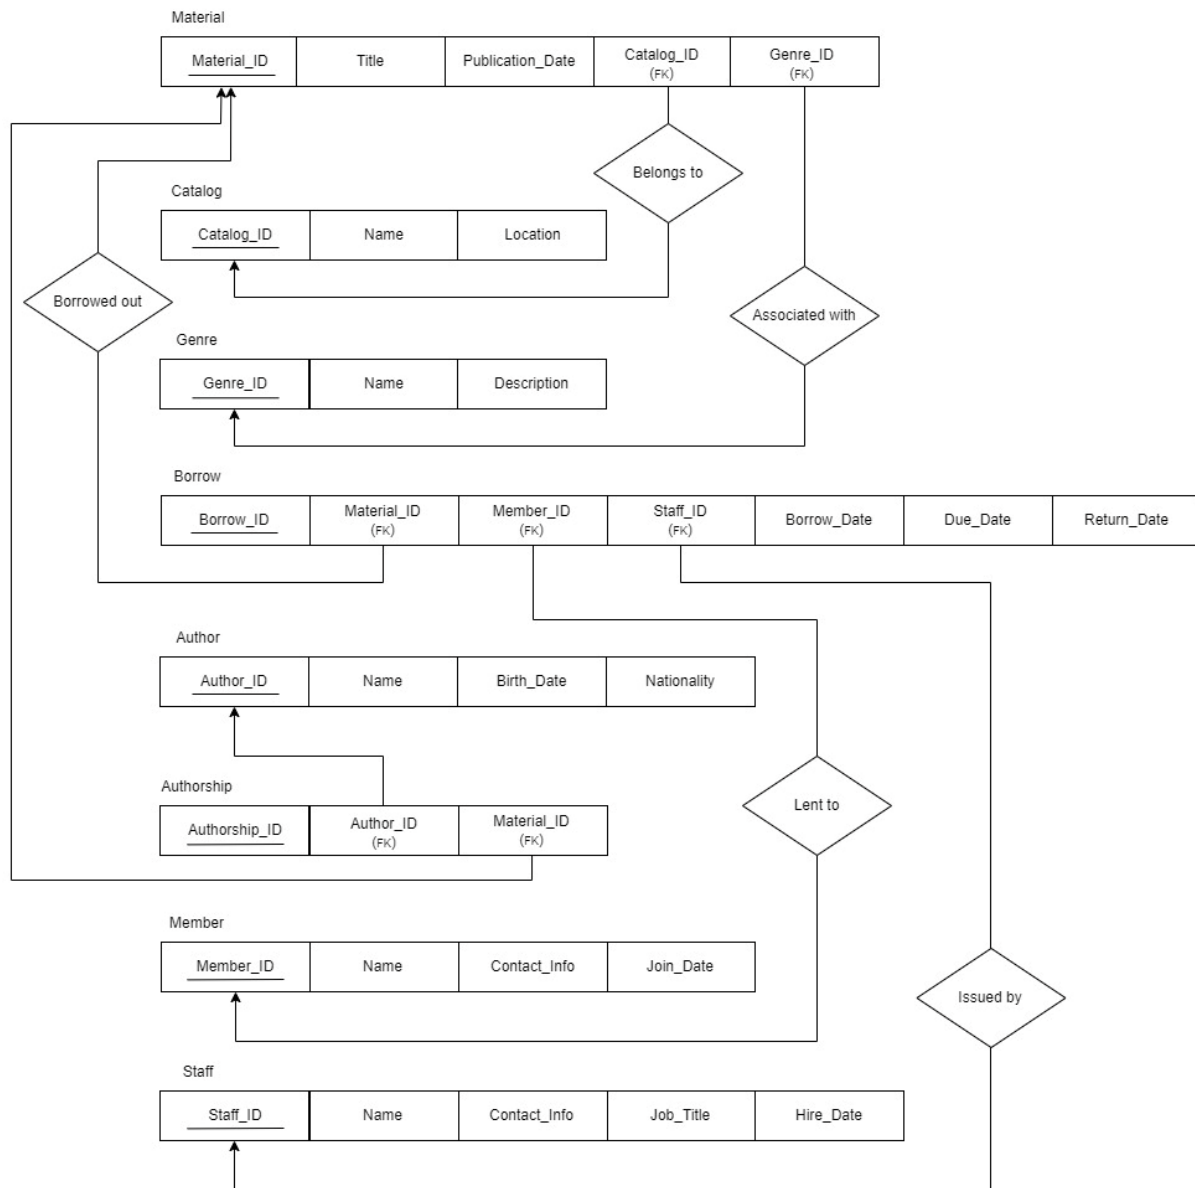 Material
Material_ID
Title
Publication_Date
Catalog_ID
(FK)
Genre_ID
(FK)
Belongs to
Catalog
Catalog_ID
Name
Location
Borrowed out
Associated with
Genre
Genre_ID
Name
Description
Borrow
Borrow_ID
Material_ID
(FK)
Member_ID
(FK)
Staff_ID
(FK)
Borrow_Date
Due_Date
Return_Date
Author
Author_ID
Name
Birth_Date
Nationality
Authorship
Authorship_ID
Author_ID
(FK)
Material_ID
(FK)
Lent to
Member
Member_ID
Name
Contact_Info
Join_Date
Issued by
Staff
Staff_ID
Name
Contact_Info
Job_Title
Hire_Date